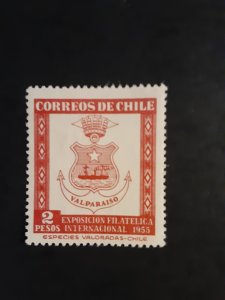 CORREOS DE CHILE
VALPARAISO
2 EXPOSICION FILATELICA
PESOS INTERNACIONAL 1955
ESPECIES VALORADAS-CHILE